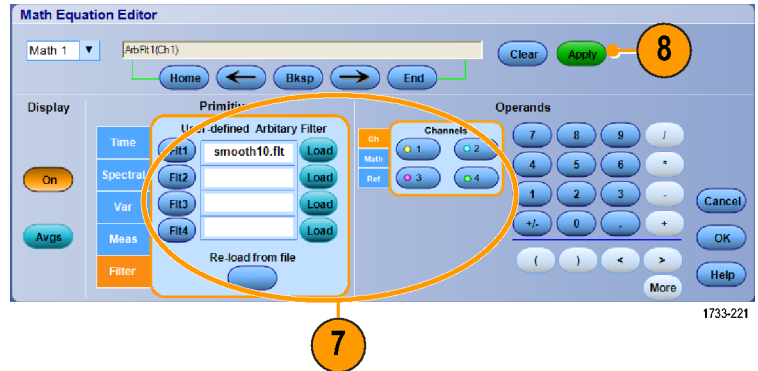 Math Equation Editor
Math 1
ArbFlt1(Ch1)
Clear
Apply
8
Home
Bksp
End
Display
Primitiv
Operands
On
Avgs
Time
Spectral
Var
Meas
Filter
User-defined Arbitary Filter
Flt1 smooth10.flt Load
Flt2 Load
Flt3 Load
Flt4 Load
Re-load from file
Ch
Math
Ref
Channels
1 2
3 4
7 8 9 /
4 5 6 *
1 2 3 -
+/- 0 . +
( ) < >
More
Cancel
OK
Help
7
1733-221